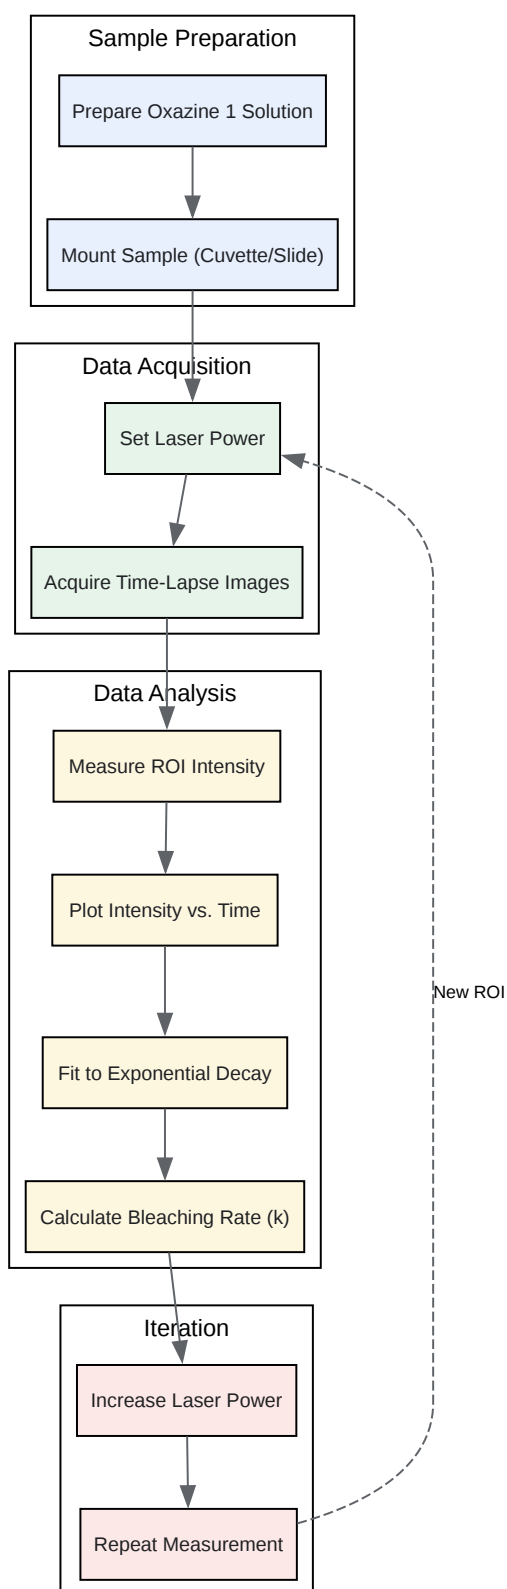 Sample Preparation
Prepare Oxazine 1 Solution
Mount Sample (Cuvette/Slide)
Data Acquisition
Set Laser Power
Acquire Time-Lapse Images
Data Analysis
Measure ROI Intensity
Plot Intensity vs. Time
New ROI
Fit to Exponential Decay
Calculate Bleaching Rate (k)
Iteration
Increase Laser Power
Repeat Measurement